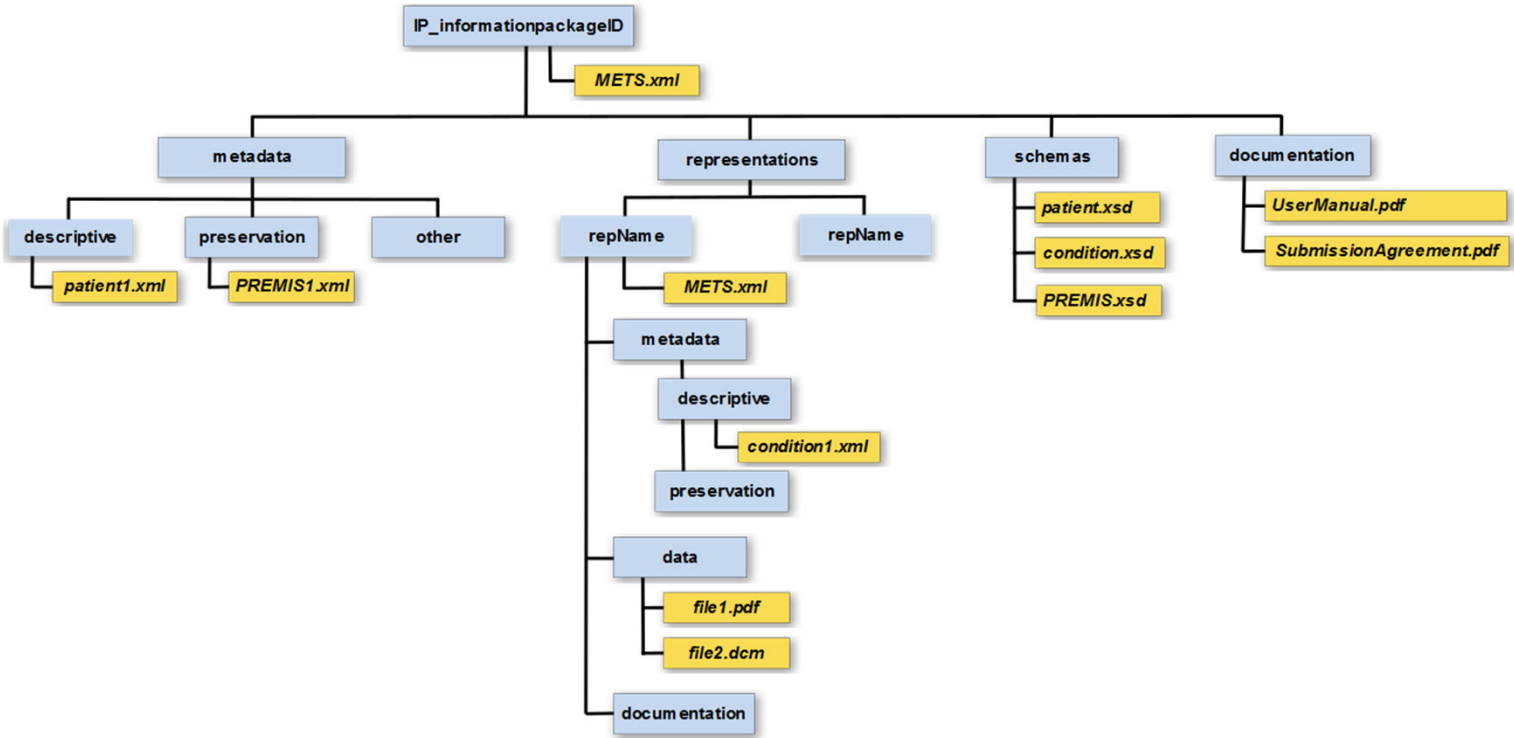 IP_informationpackageID
METS.xml
metadata
representations
schemas
documentation
descriptive
preservation
other
patient1.xml
PREMIS1.xml
repName
repName
METS.xml
metadata
descriptive
condition1.xml
preservation
data
file1.pdf
file2.dcm
documentation
patient.xsd
condition.xsd
PREMIS.xsd
UserManual.pdf
SubmissionAgreement.pdf